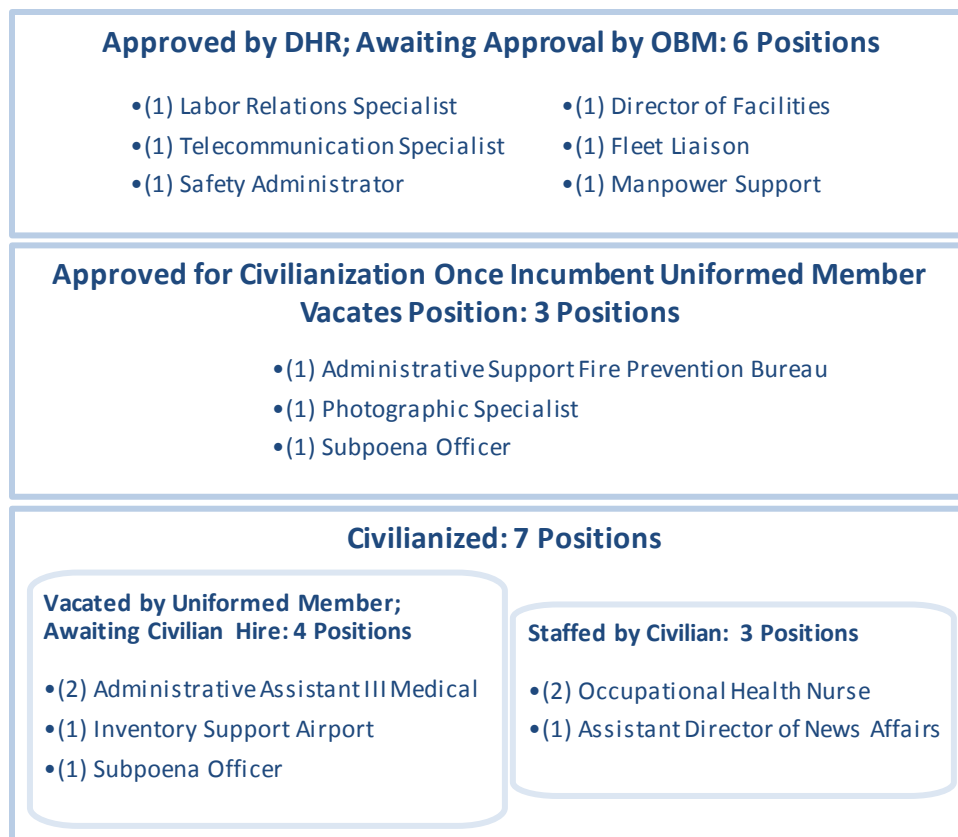 Approved by DHR; Awaiting Approval by OBM: 6 Positions
•(1) Labor Relations Specialist
•(1) Telecommunication Specialist
•(1) Safety Administrator
•(1) Director of Facilities
•(1) Fleet Liaison
•(1) Manpower Support
Approved for Civilianization Once Incumbent Uniformed Member
Vacates Position: 3 Positions
•(1) Administrative Support Fire Prevention Bureau
•(1) Photographic Specialist
•(1) Subpoena Officer
Civilianized: 7 Positions
Vacated by Uniformed Member;
Awaiting Civilian Hire: 4 Positions
•(2) Administrative Assistant III Medical
•(1) Inventory Support Airport
•(1) Subpoena Officer
Staffed by Civilian: 3 Positions
•(2) Occupational Health Nurse
•(1) Assistant Director of News Affairs